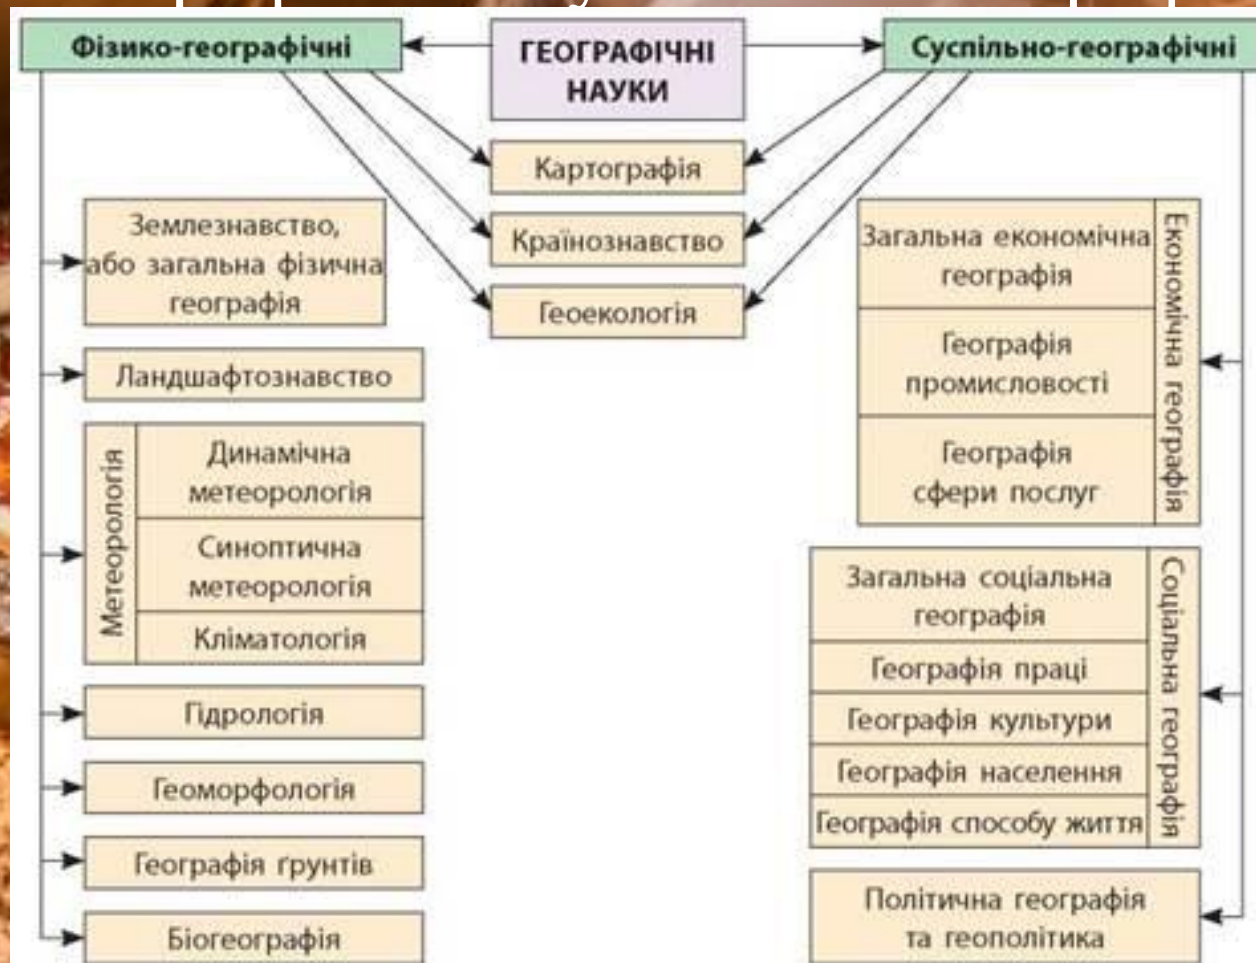 ГЕОГРАФІЧНІ
НАУКИ
Фізико-географічні
Суспільно-географічні
Картографія
Країнознавство
Геоекологія
Землезнавство,
або загальна фізична
географія
Ландшафтознавство
Метеорологія
Динамічна
метеорологія
Синоптична
метеорологія
Кліматологія
Гідрологія
Геоморфологія
Географія ґрунтів
Біогеографія
Економічна географія
Загальна економічна
географія
Географія
промисловості
Географія
сфери послуг
Соціальна географія
Загальна соціальна
географія
Географія праці
Географія культури
Географія населення
Географія способу життя
Політична географія
та геополітика